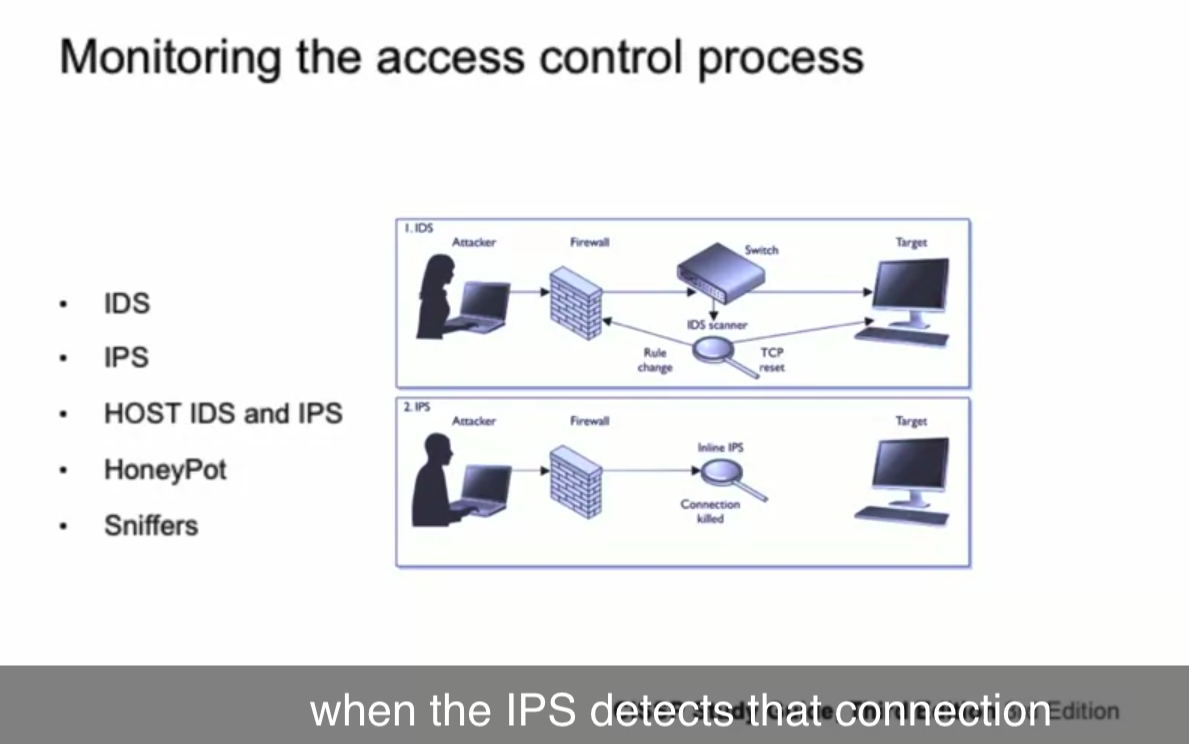 Monitoring the access control process
• IDS
• IPS
• HOST IDS and IPS
• HoneyPot
• Sniffers
1. IDS
Attacker
Firewall
Switch
Target
IDS scanner
Rule
change
TCP
reset
2. IPS
Attacker
Firewall
Inline IPS
Target
Connection
killed
when the IPS detects that connection
Edition